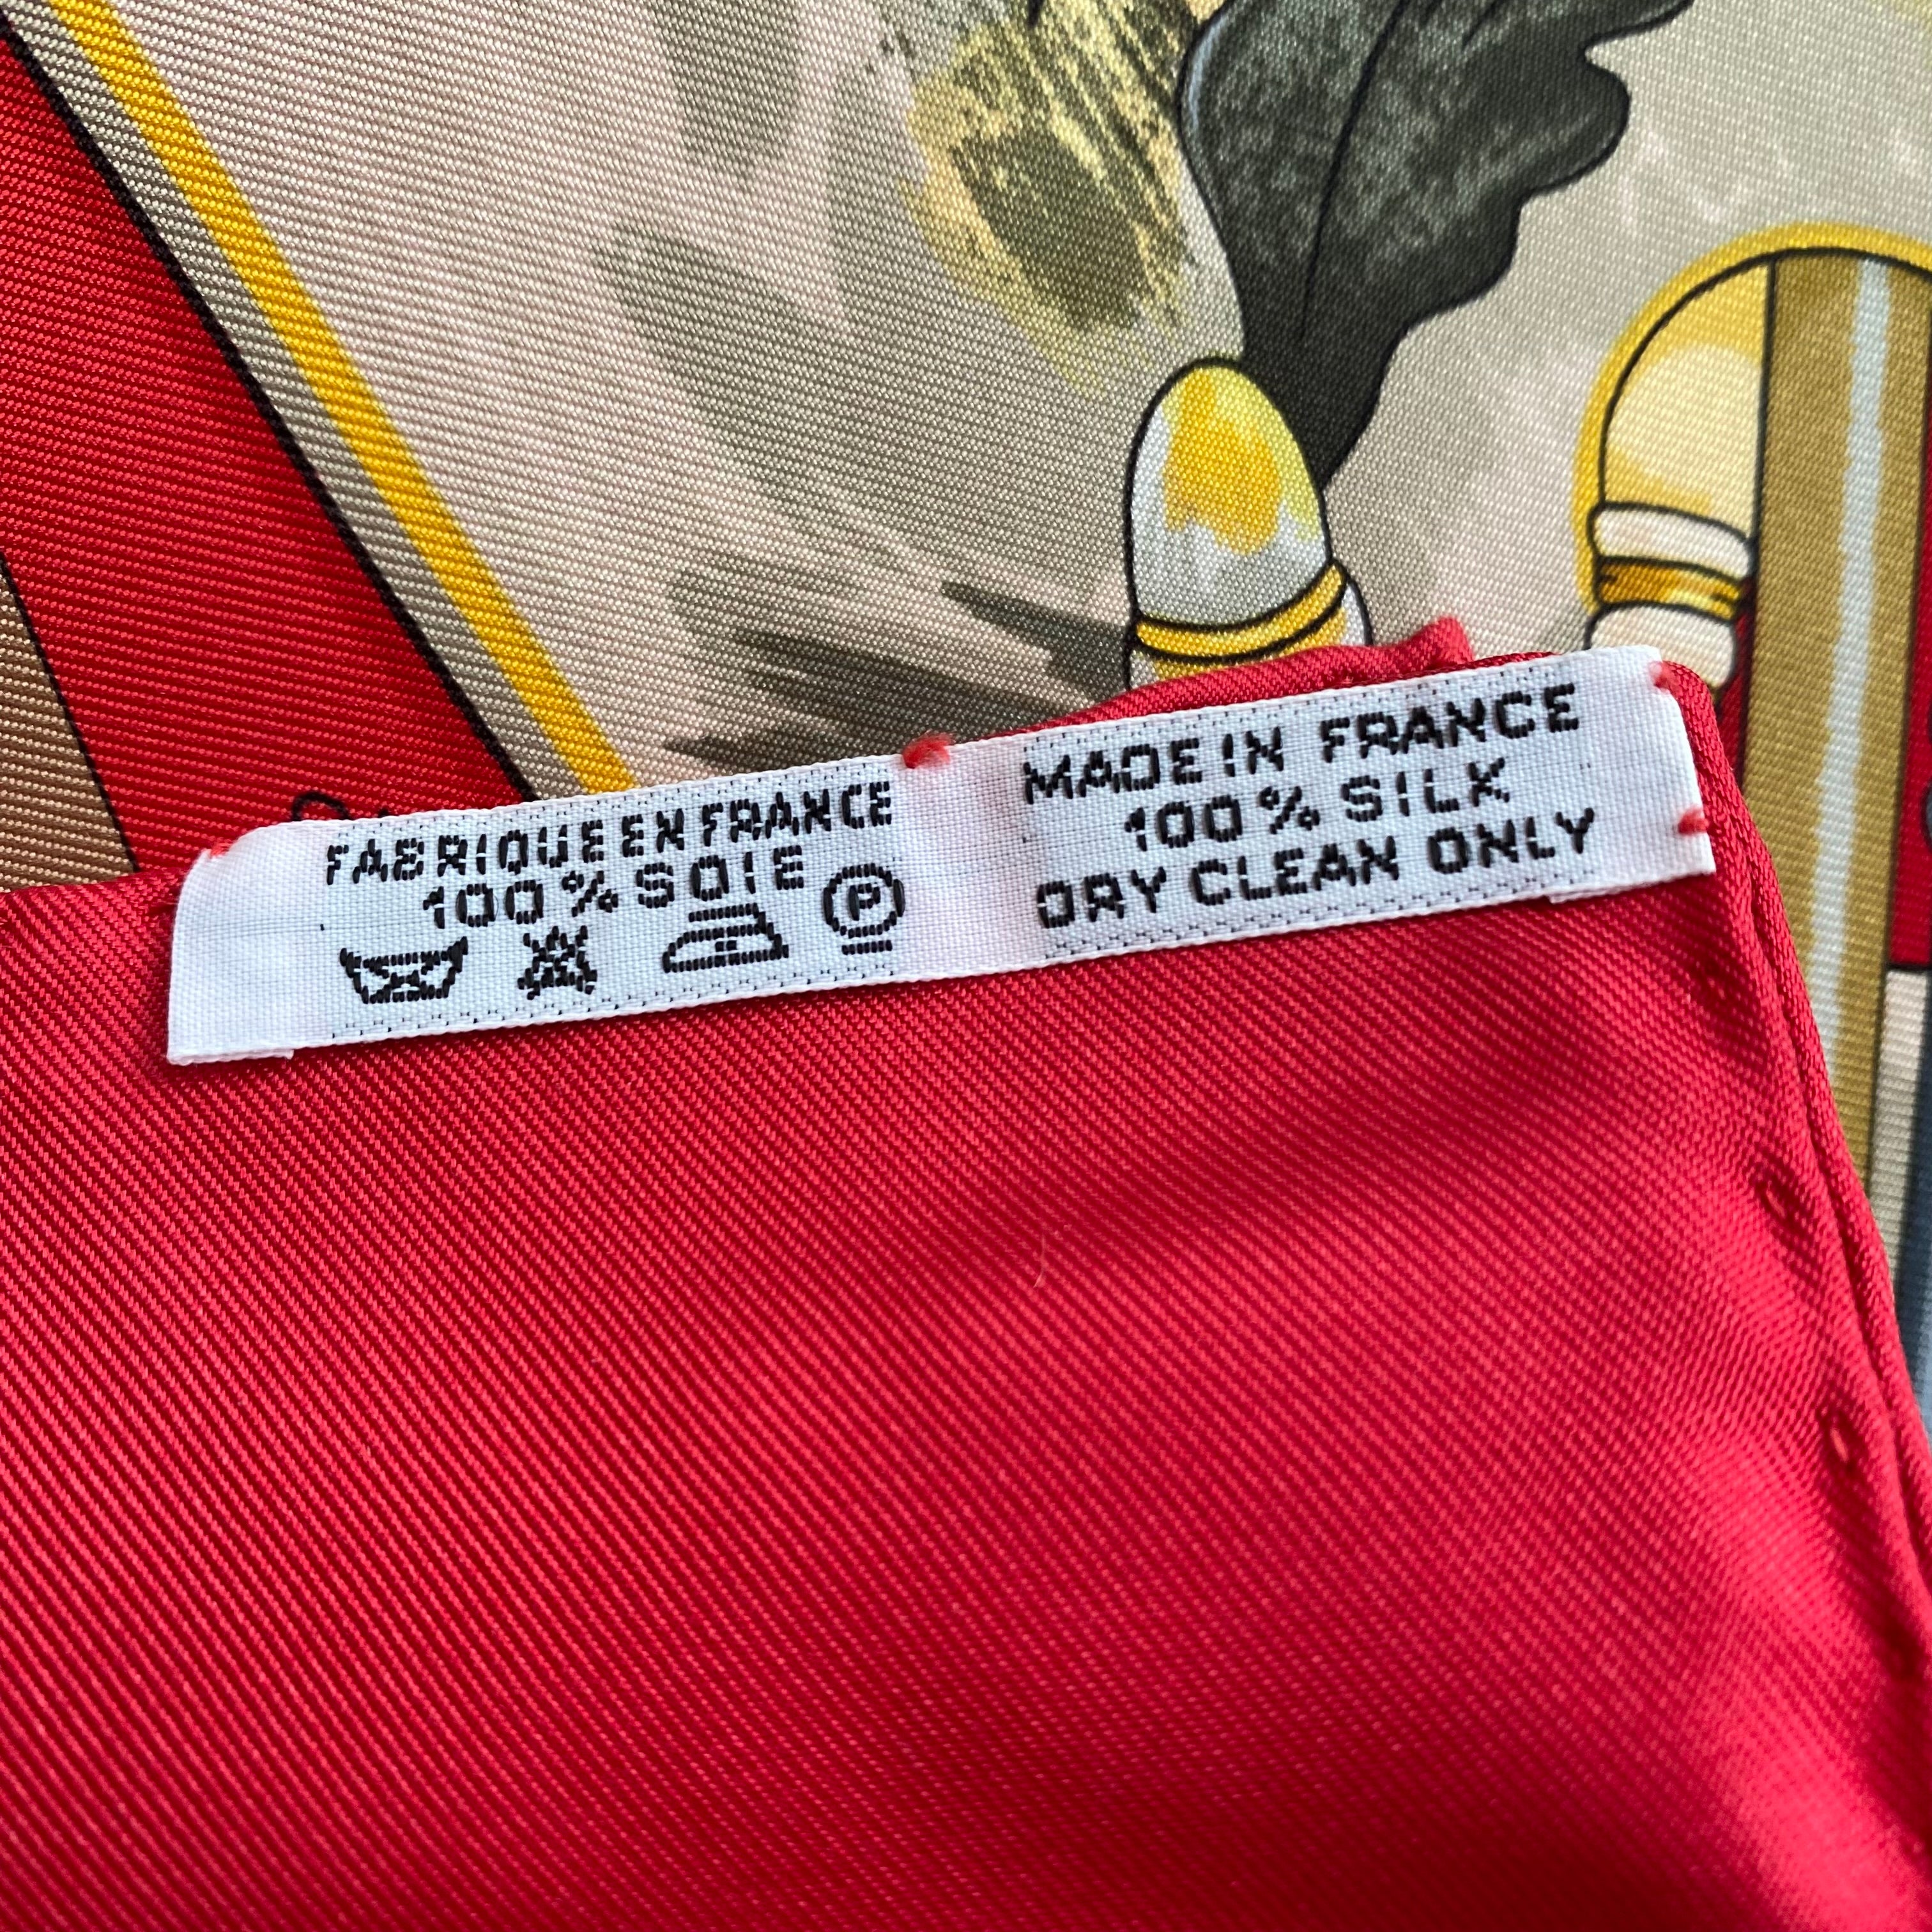 FABRIQUE EN FRANCE
100% SOIE
P
MADE IN FRANCE
100% SILK
DRY CLEAN ONLY